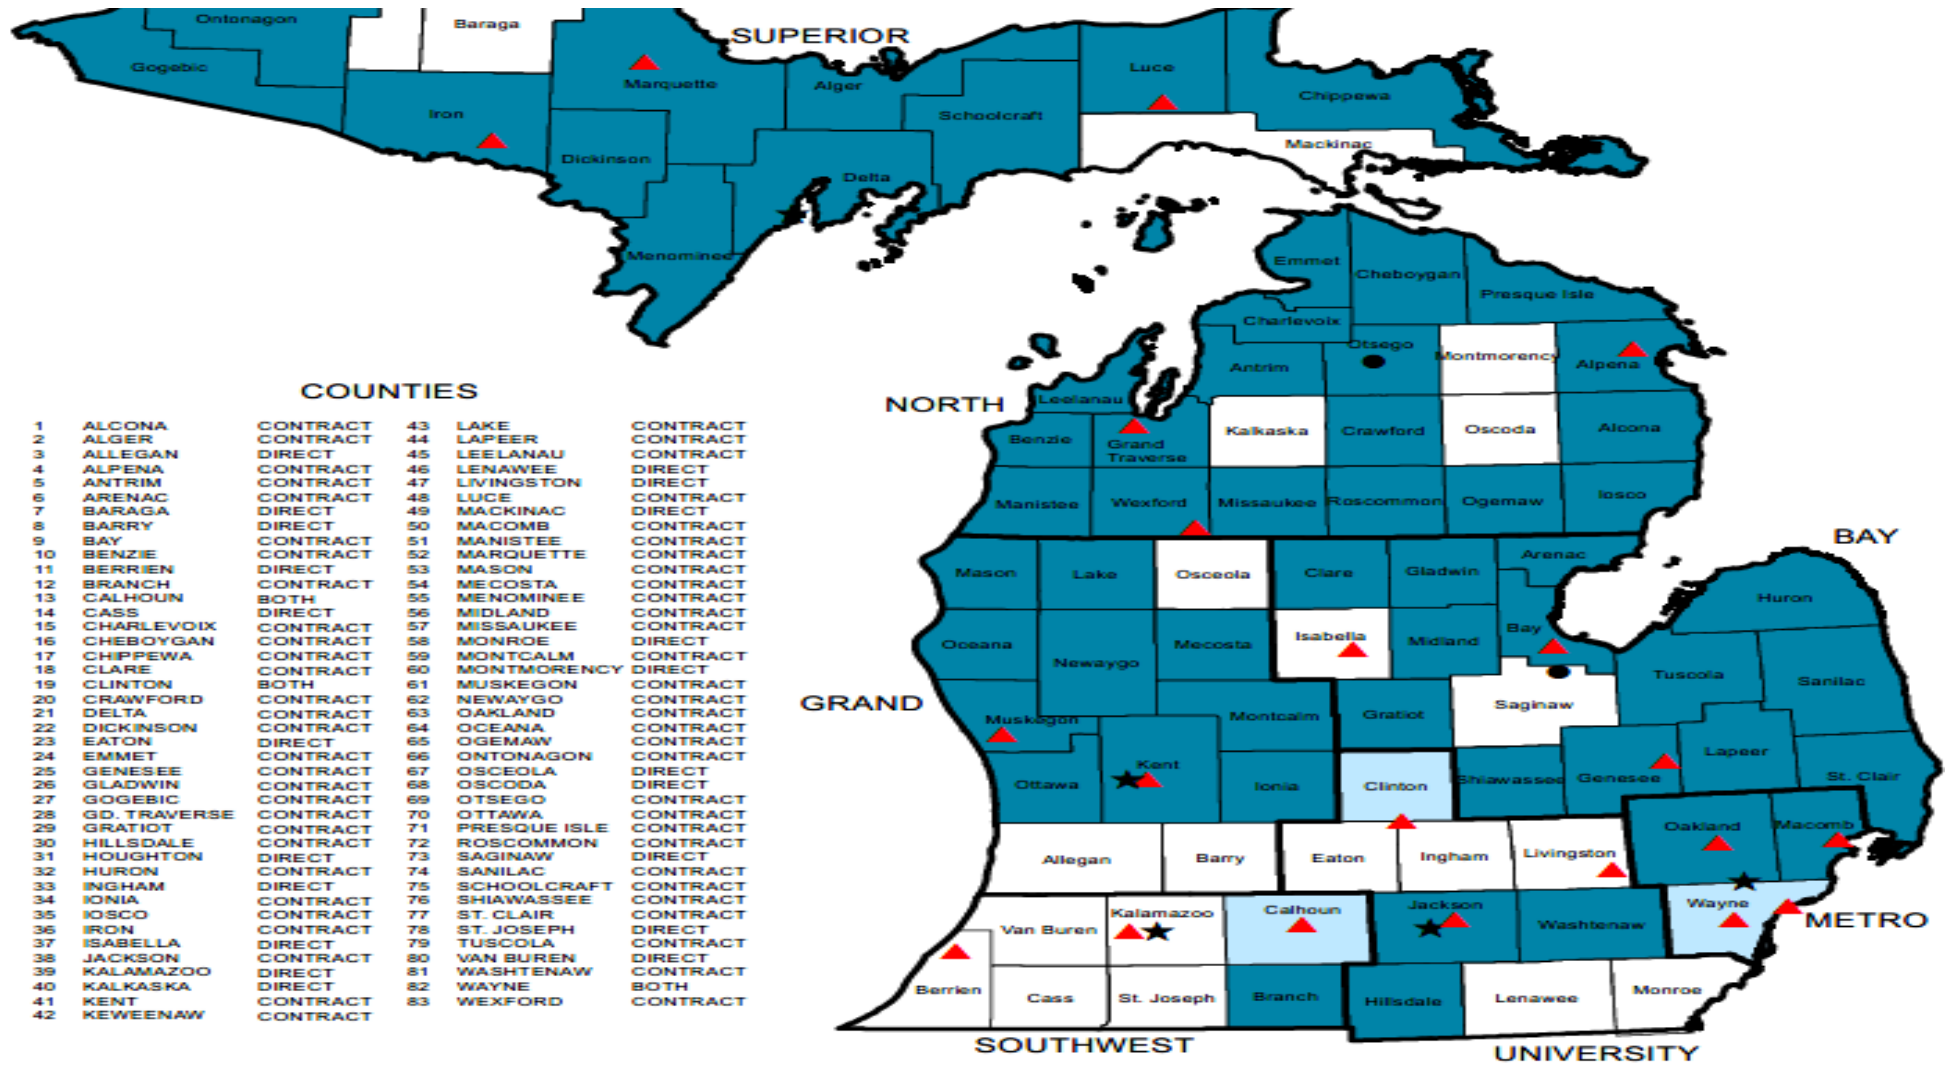 Ontonagon
Baraga
SUPERIOR
Gogebic
Marquette
Alger
Luce
Chippewa
Iron
Schoolcraft
Mackinac
Dickinson
Delta
Menominee
Emmet
Cheboygan
Presque Isle
Charlevoix
Otsego
Montmorency
Alpena
Antrim
NORTH
Leelanau
Benzie
Grand
Traverse
Kalkaska
Crawford
Oscoda
Alcona
Manistee
Wexford
Missaukee
Roscommon
Ogemaw
Iosco
BAY
Mason
Lake
Osceola
Clare
Gladwin
Arenac
Huron
Oceana
Newaygo
Mecosta
Isabella
Midland
Bay
Tuscola
Sanilac
GRAND
Muskegon
Montcalm
Gratiot
Saginaw
Lapeer
Ottawa
Kent
Ionia
Clinton
Shiawassee
Genesee
St. Clair
Allegan
Barry
Eaton
Ingham
Livingston
Oakland
Macomb
Van Buren
Kalamazoo
Calhoun
Jackson
Washtenaw
Wayne
METRO
Berrien
Cass
St. Joseph
Branch
Hillsdale
Lenawee
Monroe
SOUTHWEST
UNIVERSITY
COUNTIES
1 ALCONA CONTRACT 43 LAKE CONTRACT
2 ALGER CONTRACT 44 LAPEER CONTRACT
3 ALLEGAN DIRECT 45 LEELANAU CONTRACT
4 ALPENA CONTRACT 46 LENAWEE DIRECT
5 ANTRIM CONTRACT 47 LIVINGSTON DIRECT
6 ARENAC CONTRACT 48 LUCE CONTRACT
7 BARAGA DIRECT 49 MACKINAC DIRECT
8 BARRY DIRECT 50 MACOMB CONTRACT
9 BAY CONTRACT 51 MANISTEE CONTRACT
10 BENZIE CONTRACT 52 MARQUETTE CONTRACT
11 BERRIEN DIRECT 53 MASON CONTRACT
12 BRANCH CONTRACT 54 MECOSTA CONTRACT
13 CALHOUN BOTH 55 MENOMINEE CONTRACT
14 CASS DIRECT 56 MIDLAND CONTRACT
15 CHARLEVOIX CONTRACT 57 MISSAUKEE CONTRACT
16 CHEBOYGAN CONTRACT 58 MONROE DIRECT
17 CHIPPEWA CONTRACT 59 MONTCALM CONTRACT
18 CLARE CONTRACT 60 MONTMORENCY DIRECT
19 CLINTON BOTH 61 MUSKEGON CONTRACT
20 CRAWFORD CONTRACT 62 NEWAYGO CONTRACT
21 DELTA CONTRACT 63 OAKLAND CONTRACT
22 DICKINSON CONTRACT 64 OCEANA CONTRACT
23 EATON DIRECT 65 OGEMAW CONTRACT
24 EMMET CONTRACT 66 ONTONAGON CONTRACT
25 GENESEE CONTRACT 67 OSCEOLA DIRECT
26 GLADWIN CONTRACT 68 OSCODA DIRECT
27 GOGEBIC CONTRACT 69 OTSEGO CONTRACT
28 GD. TRAVERSE CONTRACT 70 OTTAWA CONTRACT
29 GRATIOT CONTRACT 71 PRESQUE ISLE CONTRACT
30 HILLSDALE CONTRACT 72 ROSCOMMON CONTRACT
31 HOUGHTON DIRECT 73 SAGINAW DIRECT
32 HURON CONTRACT 74 SANILAC CONTRACT
33 INGHAM DIRECT 75 SCHOOLCRAFT CONTRACT
34 IONIA CONTRACT 76 SHIAWASSEE CONTRACT
35 IOSCO CONTRACT 77 ST. CLAIR CONTRACT
36 IRON CONTRACT 78 ST. JOSEPH DIRECT
37 ISABELLA DIRECT 79 TUSCOLA CONTRACT
38 JACKSON CONTRACT 80 VAN BUREN DIRECT
39 KALAMAZOO DIRECT 81 WASHTENAW CONTRACT
40 KALKASKA DIRECT 82 WAYNE BOTH
41 KENT CONTRACT 83 WEXFORD CONTRACT
42 KEWEENAW CONTRACT